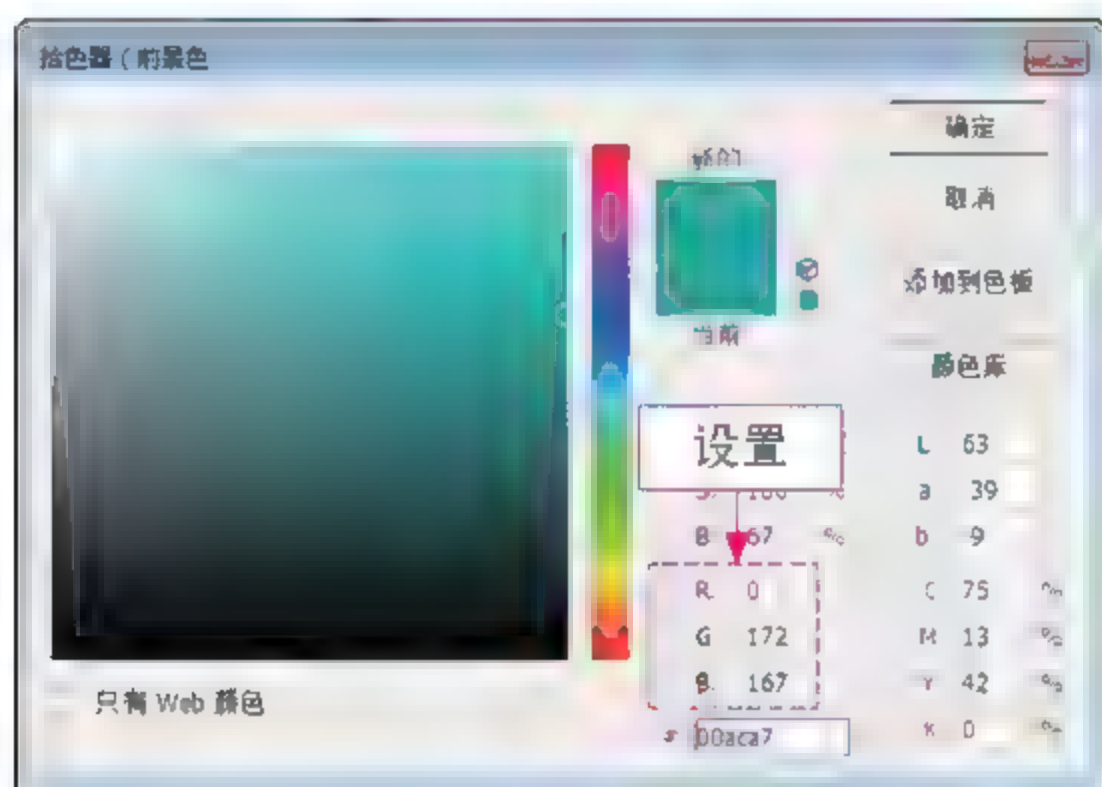 拾色器（前景色
确定
取消
添加到色板
当前
颜色库
设置
L 63
a 39
B 67 %
b -9
R. 0
C 75 %
G 172
M 13 %
B. 167
Y 42 %
只有 Web 颜色
# 00aca7
K 0 %